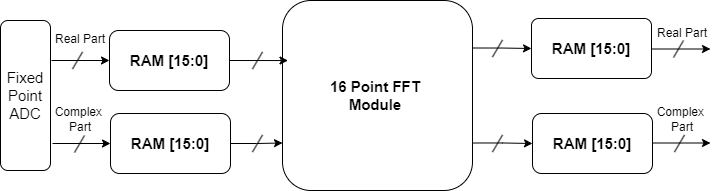 Fixed
Point
ADC
Real Part
RAM [15:0]
Complex
Part
RAM [15:0]
16 Point FFT
Module
RAM [15:0]
Real Part
RAM [15:0]
Complex
Part